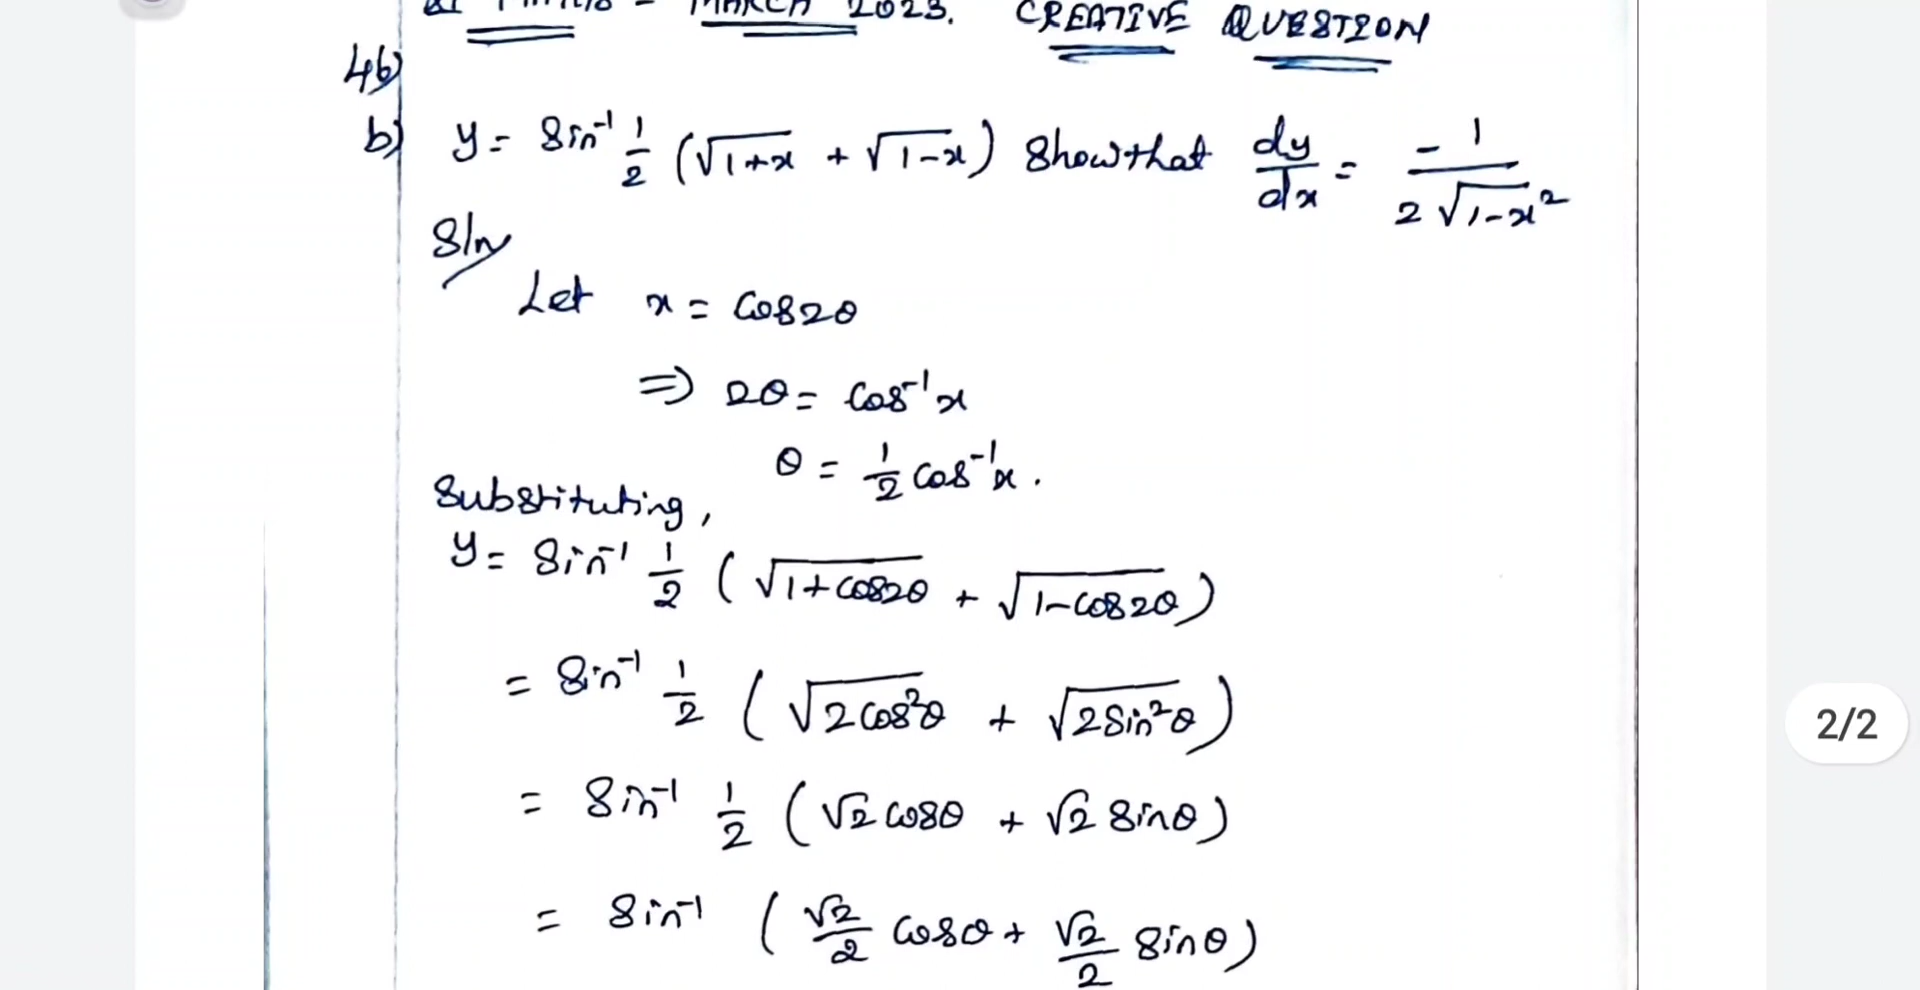 MARCH 2023. CREATIVE QUESTION
4b)
b) y = Sin⁻¹ 1/2 (√1+x + √1-x) Show that dy/dx = -1/2√1-x²
Sln
Let x = Cos2θ
⇒ 2θ = Cos⁻¹x
θ = 1/2 Cos⁻¹x.
Substituting,
y = Sin⁻¹ 1/2 (√1+Cos2θ + √1-Cos2θ)
= Sin⁻¹ 1/2 (√2Cos²θ + √2Sin²θ)
= Sin⁻¹ 1/2 (√2 Cosθ + √2 Sinθ)
= Sin⁻¹ (√2/2 Cosθ + √2/2 Sinθ)
2/2